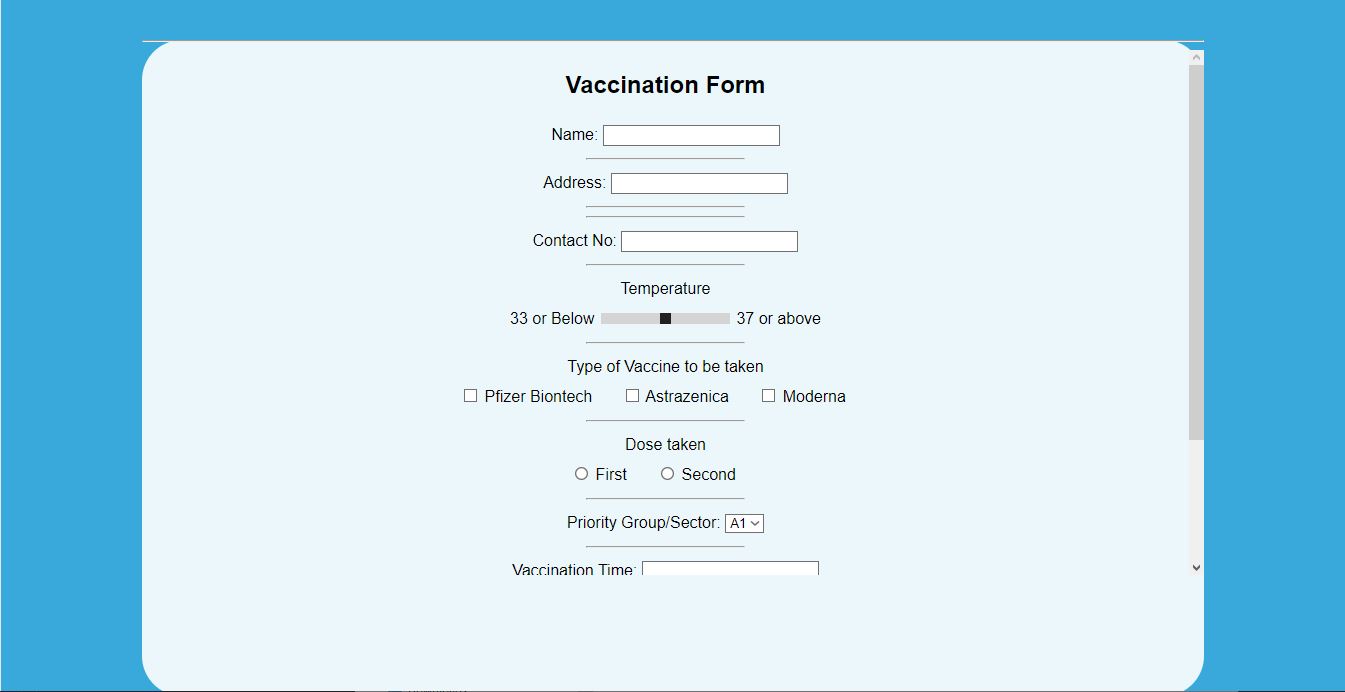 Vaccination Form
Name:
Address:
Contact No:
Temperature
33 or Below 37 or above
Type of Vaccine to be taken
Pfizer Biontech Astrazenica Moderna
Dose taken
First Second
Priority Group/Sector: A1
Vaccination Time: